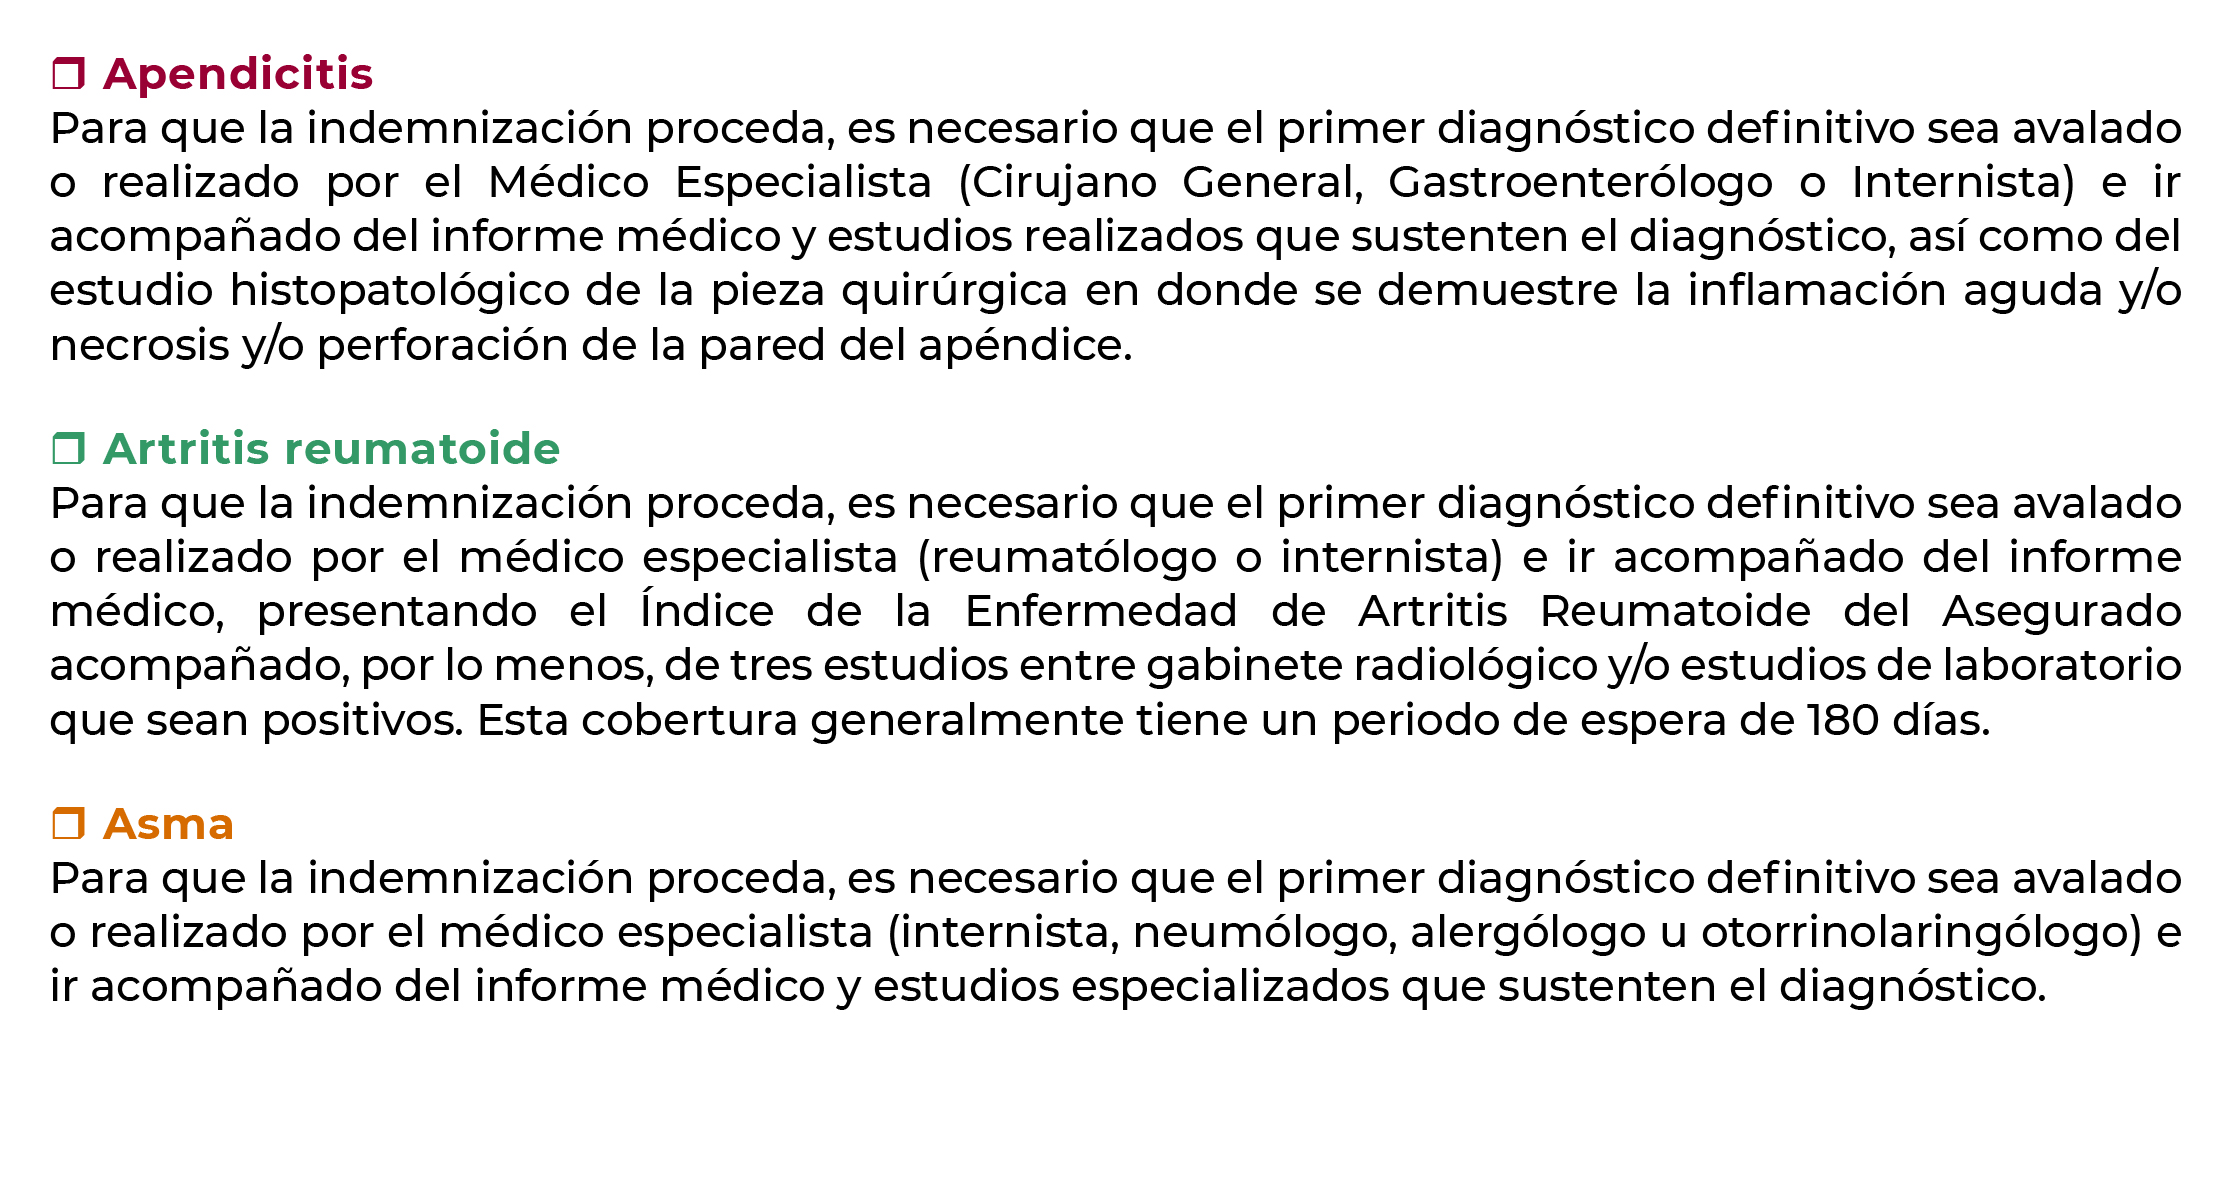 ❒ Apendicitis
Para que la indemnización proceda, es necesario que el primer diagnóstico definitivo sea avalado
o realizado por el Médico Especialista (Cirujano General, Gastroenterólogo o Internista) e ir
acompañado del informe médico y estudios realizados que sustenten el diagnóstico, así como del
estudio histopatológico de la pieza quirúrgica en donde se demuestre la inflamación aguda y/o
necrosis y/o perforación de la pared del apéndice.
❒ Artritis reumatoide
Para que la indemnización proceda, es necesario que el primer diagnóstico definitivo sea avalado
o realizado por el médico especialista (reumatólogo o internista) e ir acompañado del informe
médico, presentando el Índice de la Enfermedad de Artritis Reumatoide del Asegurado
acompañado, por lo menos, de tres estudios entre gabinete radiológico y/o estudios de laboratorio
que sean positivos. Esta cobertura generalmente tiene un periodo de espera de 180 días.
❒ Asma
Para que la indemnización proceda, es necesario que el primer diagnóstico definitivo sea avalado
o realizado por el médico especialista (internista, neumólogo, alergólogo u otorrinolaringólogo) e
ir acompañado del informe médico y estudios especializados que sustenten el diagnóstico.